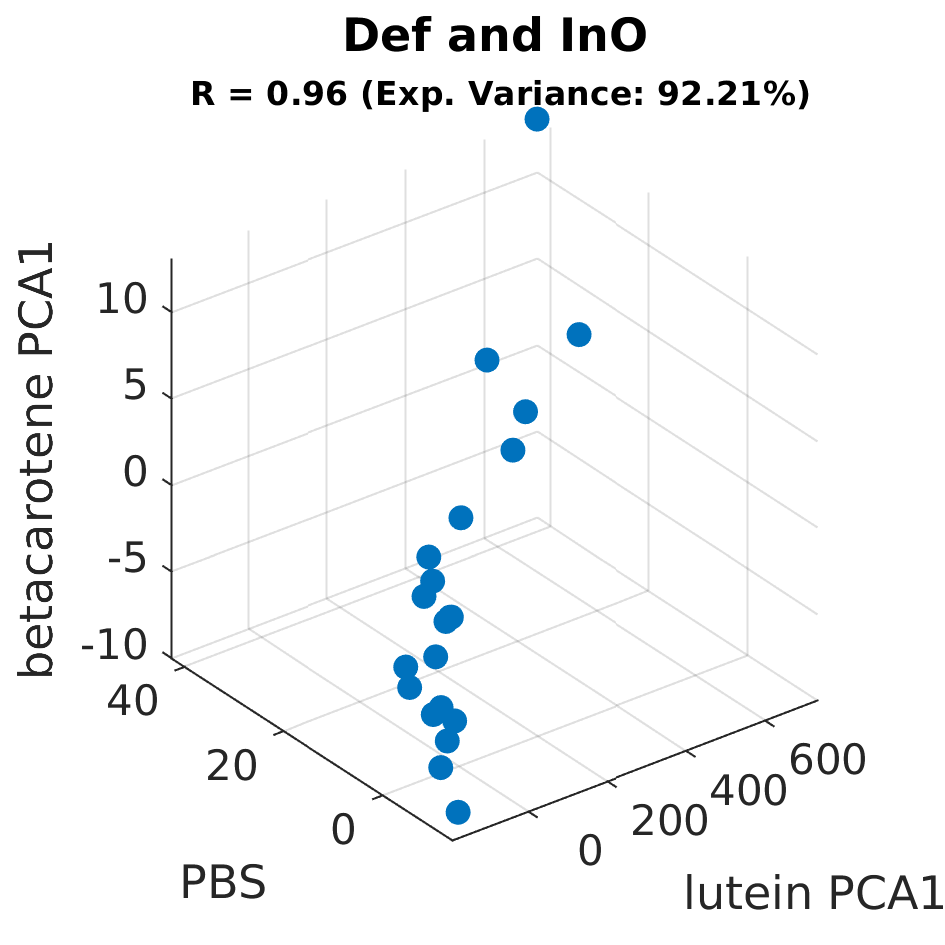 Def and InO
R = 0.96 (Exp. Variance: 92.21%)
betacarotene PCA1
10
5
0
-5
-10
40
20
0
PBS
0
200
400
600
lutein PCA1